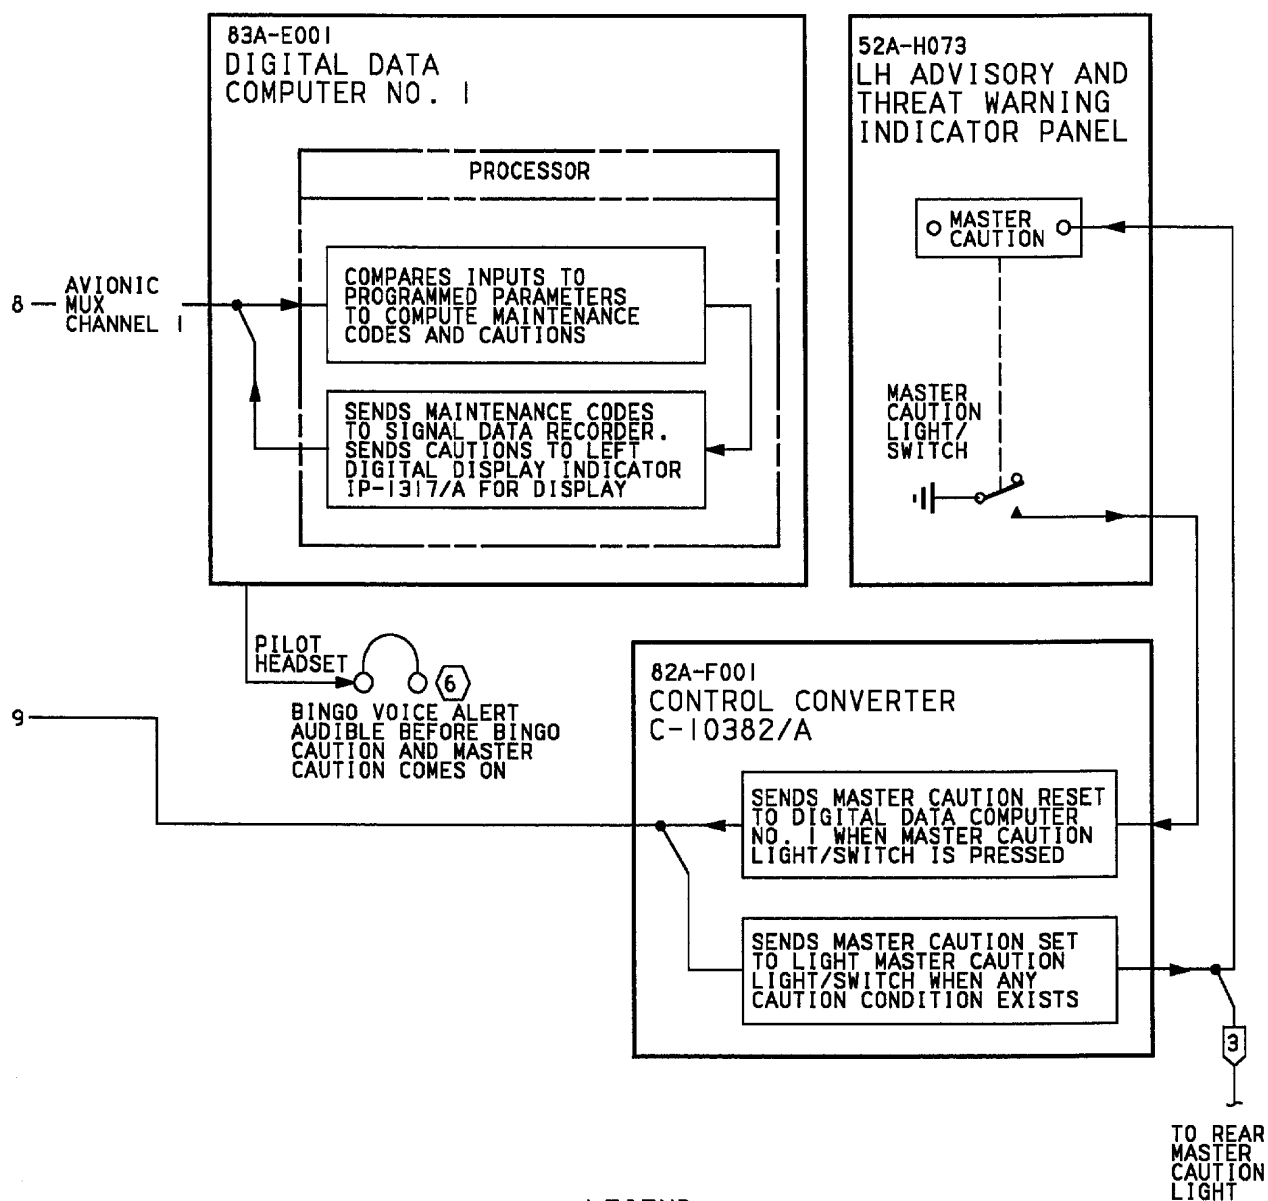 83A-E001
DIGITAL DATA
COMPUTER NO. 1
PROCESSOR
8
AVIONIC
MUX
CHANNEL 1
COMPARES INPUTS TO
PROGRAMMED PARAMETERS
TO COMPUTE MAINTENANCE
CODES AND CAUTIONS
SENDS MAINTENANCE CODES
TO SIGNAL DATA RECORDER.
SENDS CAUTIONS TO LEFT
DIGITAL DISPLAY INDICATOR
IP-1317/A FOR DISPLAY
52A-H073
LH ADVISORY AND
THREAT WARNING
INDICATOR PANEL
MASTER
CAUTION
MASTER
CAUTION
LIGHT/
SWITCH
PILOT
HEADSET
6
BINGO VOICE ALERT
AUDIBLE BEFORE BINGO
CAUTION AND MASTER
CAUTION COMES ON
9
82A-F001
CONTROL CONVERTER
C-10382/A
SENDS MASTER CAUTION RESET
TO DIGITAL DATA COMPUTER
NO. 1 WHEN MASTER CAUTION
LIGHT/SWITCH IS PRESSED
SENDS MASTER CAUTION SET
TO LIGHT MASTER CAUTION
LIGHT/SWITCH WHEN ANY
CAUTION CONDITION EXISTS
3
TO REAR
MASTER
CAUTION
LIGHT